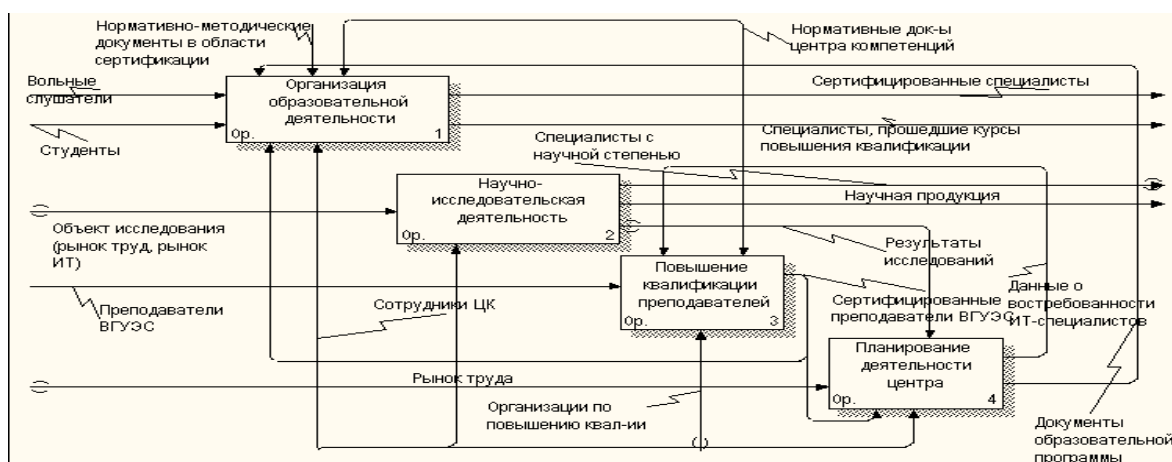 Нормативно-методические
документы в области
сертификации
Нормативные док-ы
центра компетенций
Вольные
слушатели
Организация
образовательной
деятельности
0р.
1
Сертифицированные специалисты
Студенты
Специалисты с
научной степенью
Специалисты, прошедшие курсы
повышения квалификации
Научно-
исследовательская
деятельность
0р.
2
Научная продукция
Объект исследования
(рынок труд, рынок
ИТ)
Результаты
исследований
Повышение
квалификации
преподавателей
0р.
3
Преподаватели
ВГУЭС
Сотрудники ЦК
Сертифицированные
преподаватели ВГУЭС
Данные о
востребованности
ИТ-специалистов
Планирование
деятельности
центра
0р.
4
Рынок труда
Организации по
повышению квал-ии
Документы
образовательной
программы